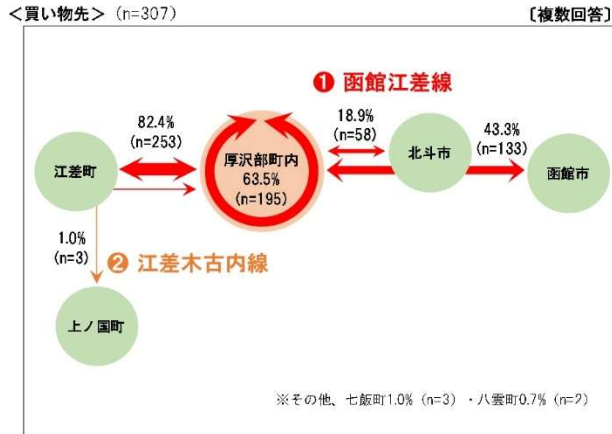 ＜買い物先＞ (n=307)
〔複数回答〕
❶ 函館江差線
82.4%
(n=253)
18.9%
(n=58)
43.3%
(n=133)
江差町
厚沢部町内
63.5%
(n=195)
北斗市
函館市
1.0%
(n=3)
❷ 江差木古内線
上ノ国町
※その他、七飯町1.0% (n=3) ・八雲町0.7% (n=2)